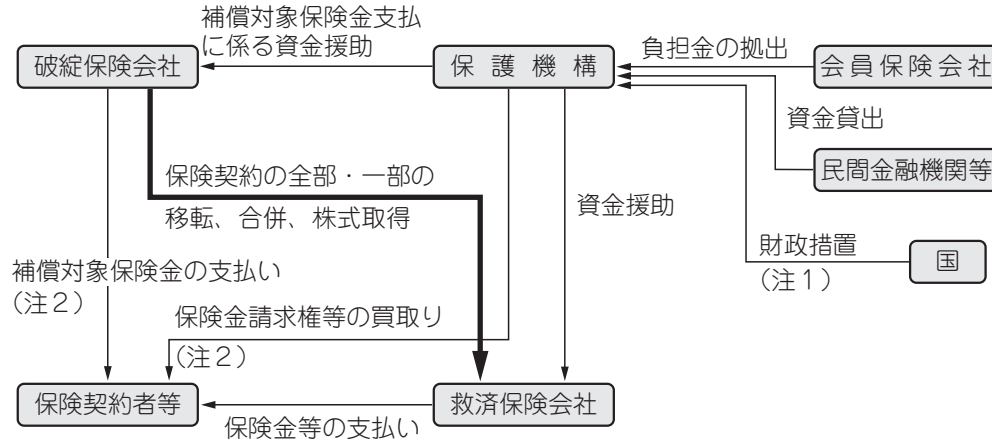 補償対象保険金支払
に係る資金援助
破綻保険会社
保護機構
負担金の拠出
会員保険会社
資金貸出
民間金融機関等
保険契約の全部・一部の
移転、合併、株式取得
資金援助
財政措置
(注1)
国
補償対象保険金の支払い
(注2)
保険金請求権等の買取り
(注2)
保険契約者等
救済保険会社
保険金等の支払い